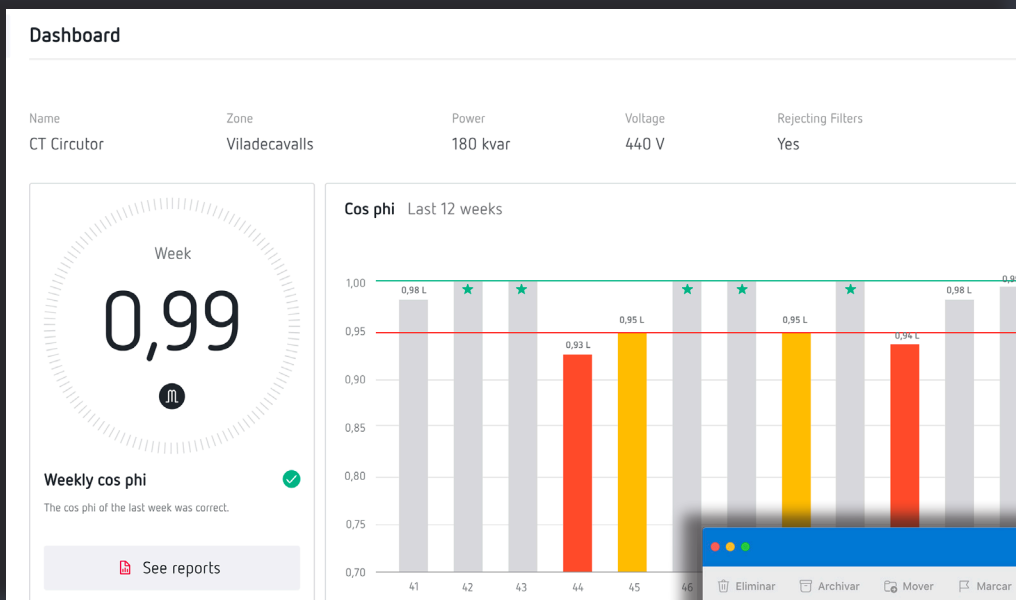 Dashboard
Name Zone Power Voltage Rejecting Filters
CT Circutor Viladecavalls 180 kvar 440 V Yes
Week
0,99
Weekly cos phi
The cos phi of the last week was correct.
See reports
Cos phi Last 12 weeks
1,00
0,95
0,90
0,85
0,80
0,75
0,70
0,98 L
0,93 L
0,95 L
0,95 L
0,94 L
0,98 L
41 42 43 44 45 46
Eliminar Archivar Mover Marcar